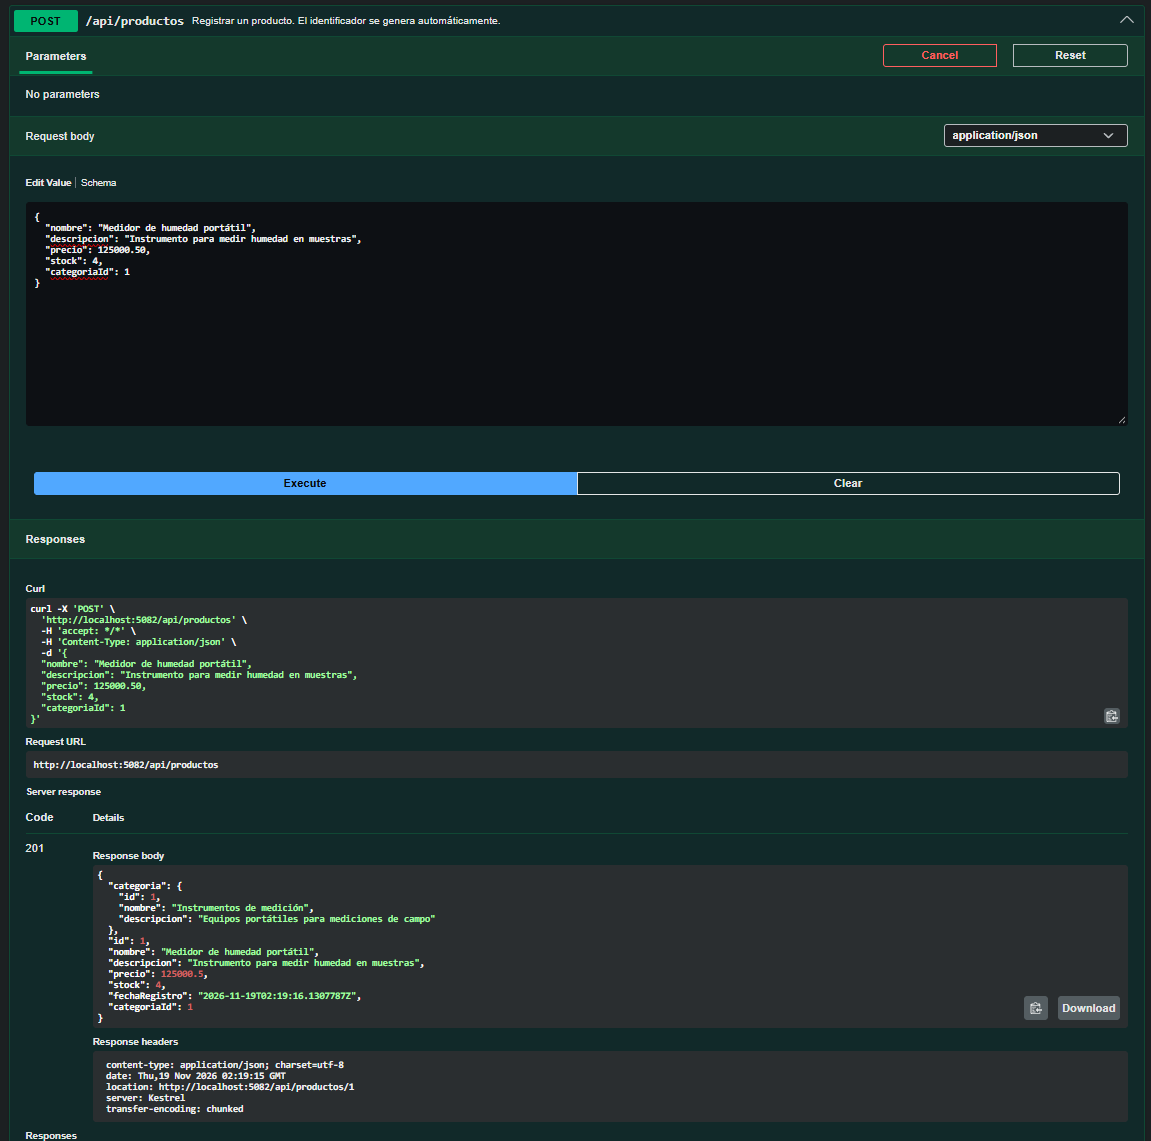 POST /api/productos Registrar un producto. El identificador se genera automáticamente.
Parameters Cancel Reset
No parameters
Request body application/json
Edit Value | Schema
{
"nombre": "Medidor de humedad portátil",
"descripcion": "Instrumento para medir humedad en muestras",
"precio": 125000.50,
"stock": 4,
"categoriaId": 1
}
Execute Clear
Responses
Curl
curl -X 'POST' \
'http://localhost:5082/api/productos' \
-H 'accept: */*' \
-H 'Content-Type: application/json' \
-d '{
"nombre": "Medidor de humedad portátil",
"descripcion": "Instrumento para medir humedad en muestras",
"precio": 125000.50,
"stock": 4,
"categoriaId": 1
}'
Request URL
http://localhost:5082/api/productos
Server response
Code Details
201
Response body
{
"categoria": {
"id": 1,
"nombre": "Instrumentos de medición",
"descripcion": "Equipos portátiles para mediciones de campo"
},
"id": 1,
"nombre": "Medidor de humedad portátil",
"descripcion": "Instrumento para medir humedad en muestras",
"precio": 125000.5,
"stock": 4,
"fechaRegistro": "2026-11-19T02:19:16.1307787Z",
"categoriaId": 1
}
Download
Response headers
content-type: application/json; charset=utf-8
date: Thu,19 Nov 2026 02:19:15 GMT
location: http://localhost:5082/api/productos/1
server: Kestrel
transfer-encoding: chunked
Responses